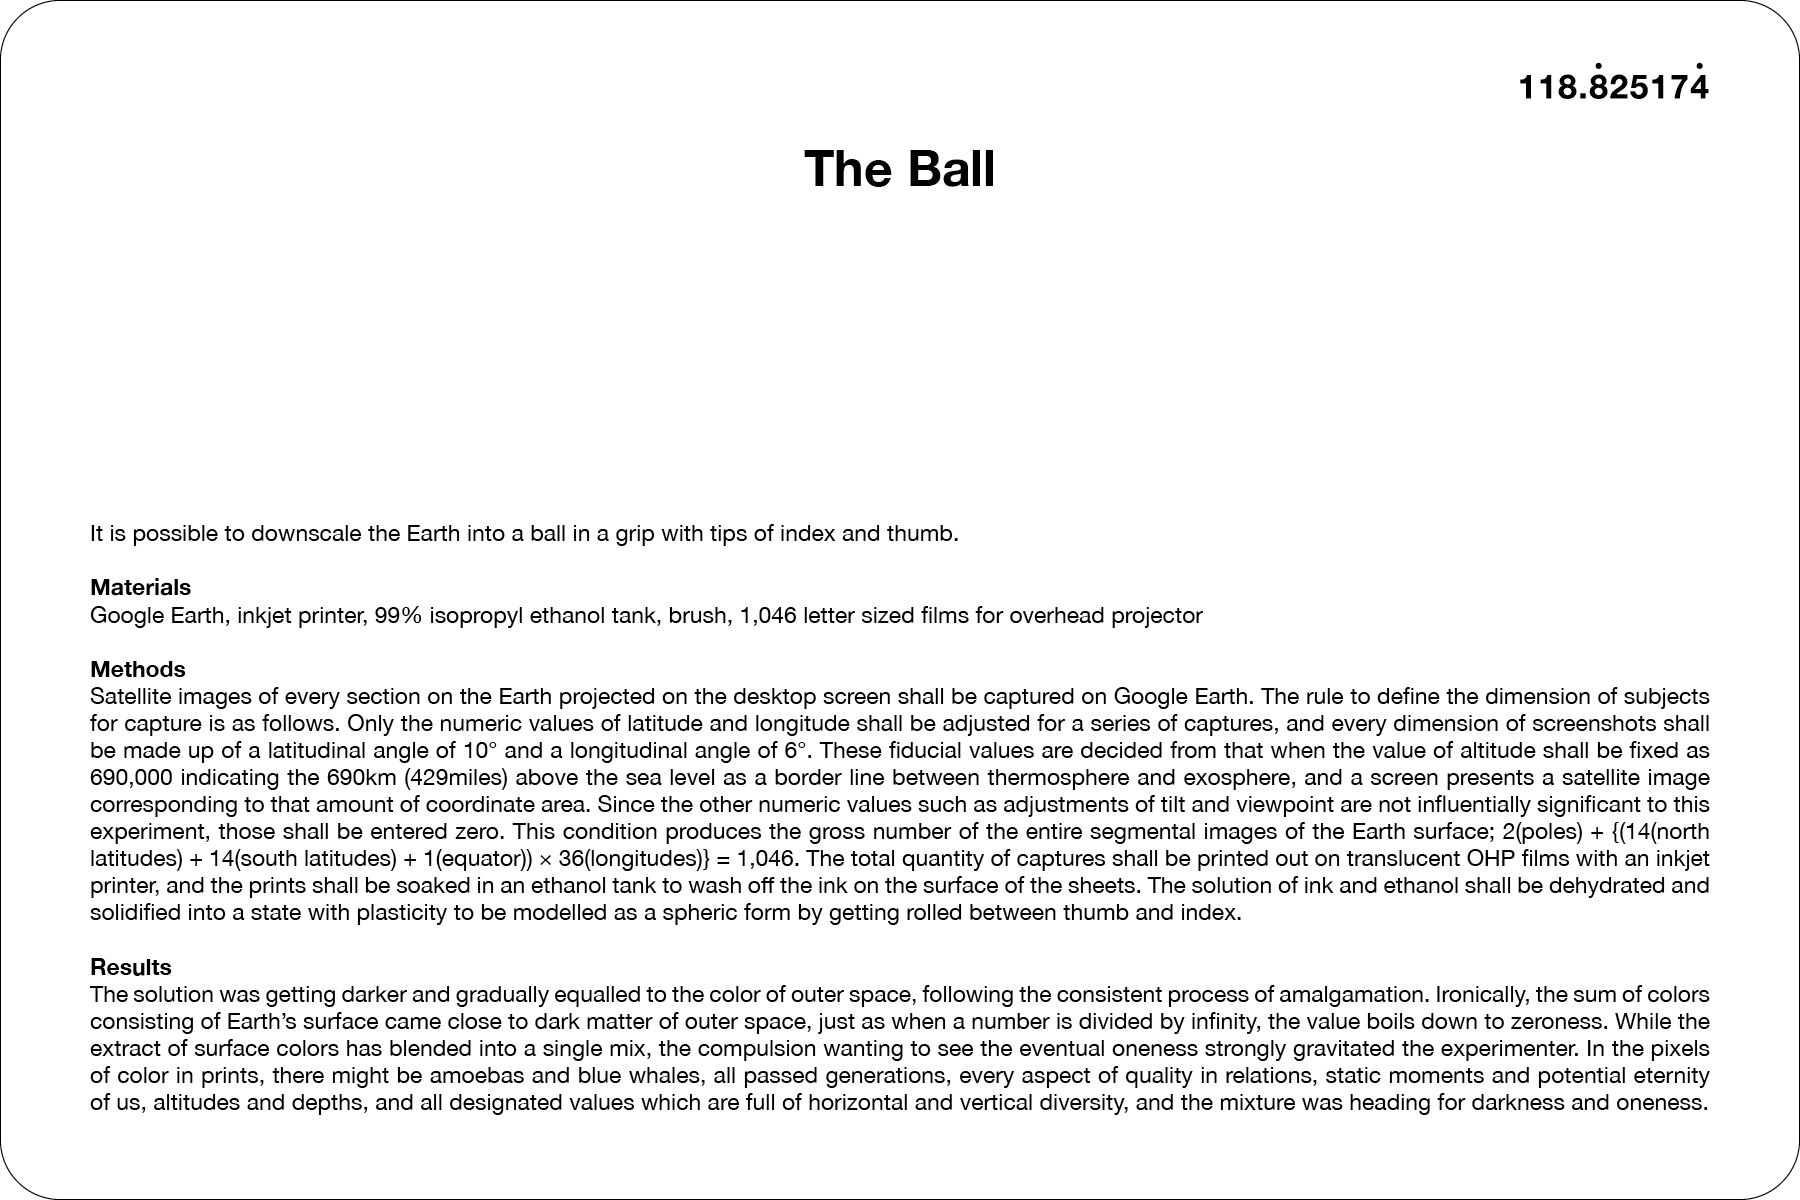 118.8̇25174̇
The Ball
It is possible to downscale the Earth into a ball in a grip with tips of index and thumb.
Materials
Google Earth, inkjet printer, 99% isopropyl ethanol tank, brush, 1,046 letter sized films for overhead projector
Methods
Satellite images of every section on the Earth projected on the desktop screen shall be captured on Google Earth. The rule to define the dimension of subjects
for capture is as follows. Only the numeric values of latitude and longitude shall be adjusted for a series of captures, and every dimension of screenshots shall
be made up of a latitudinal angle of 10° and a longitudinal angle of 6°. These fiducial values are decided from that when the value of altitude shall be fixed as
690,000 indicating the 690km (429miles) above the sea level as a border line between thermosphere and exosphere, and a screen presents a satellite image
corresponding to that amount of coordinate area. Since the other numeric values such as adjustments of tilt and viewpoint are not influentially significant to this
experiment, those shall be entered zero. This condition produces the gross number of the entire segmental images of the Earth surface; 2(poles) + {(14(north
latitudes) + 14(south latitudes) + 1(equator)) × 36(longitudes)} = 1,046. The total quantity of captures shall be printed out on translucent OHP films with an inkjet
printer, and the prints shall be soaked in an ethanol tank to wash off the ink on the surface of the sheets. The solution of ink and ethanol shall be dehydrated and
solidified into a state with plasticity to be modelled as a spheric form by getting rolled between thumb and index.
Results
The solution was getting darker and gradually equalled to the color of outer space, following the consistent process of amalgamation. Ironically, the sum of colors
consisting of Earth’s surface came close to dark matter of outer space, just as when a number is divided by infinity, the value boils down to zeroness. While the
extract of surface colors has blended into a single mix, the compulsion wanting to see the eventual oneness strongly gravitated the experimenter. In the pixels
of color in prints, there might be amoebas and blue whales, all passed generations, every aspect of quality in relations, static moments and potential eternity
of us, altitudes and depths, and all designated values which are full of horizontal and vertical diversity, and the mixture was heading for darkness and oneness.